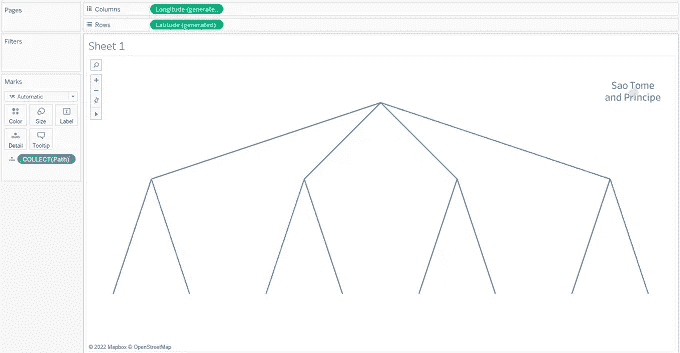 Pages
Columns
Longitude (generate..
Rows
Latitude (generated)
Filters
Sheet 1
Marks
Automatic
Color
Size
Label
Detail
Tooltip
COLLECT(Path)
Sao Tome
and Principe
© 2022 Mapbox © OpenStreetMap